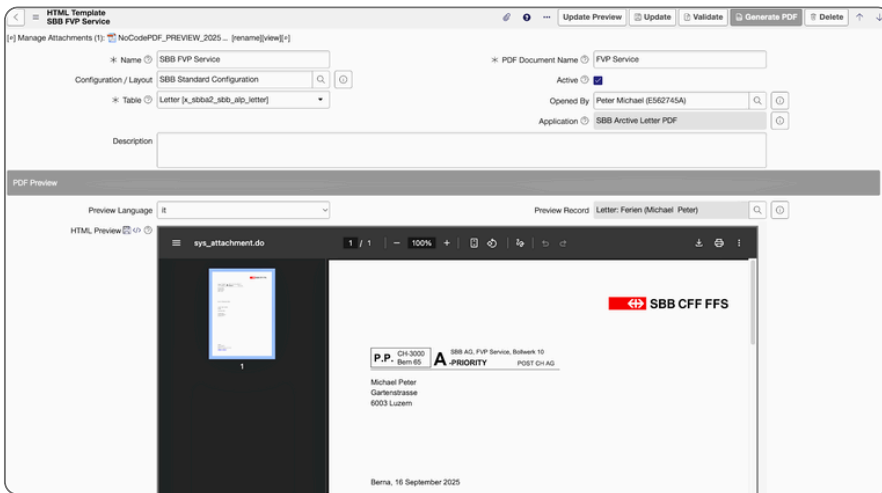 HTML Template
SBB FVP Service
Update Preview
Update
Validate
Generate PDF
Delete
Manage Attachments (1): NoCodePDF_PREVIEW_2025... [rename][view]
Name SBB FVP Service
PDF Document Name FVP Service
Configuration / Layout SBB Standard Configuration
Active
Table Letter [x_sbba2_sbb_alp_letter]
Opened By Peter Michael (E562745A)
Application SBB Arctive Letter PDF
Description
PDF Preview
Preview Language it
Preview Record Letter: Ferien (Michael Peter)
HTML Preview
sys_attachment.do
1 / 1
100%
1
SBB CFF FFS
P.P. CH-3000
Bern 65
A-PRIORITY
SBB AG, FVP Service, Bollwerk 10
POST CH AG
Michael Peter
Gartenstrasse
6003 Luzern
Berna, 16 September 2025